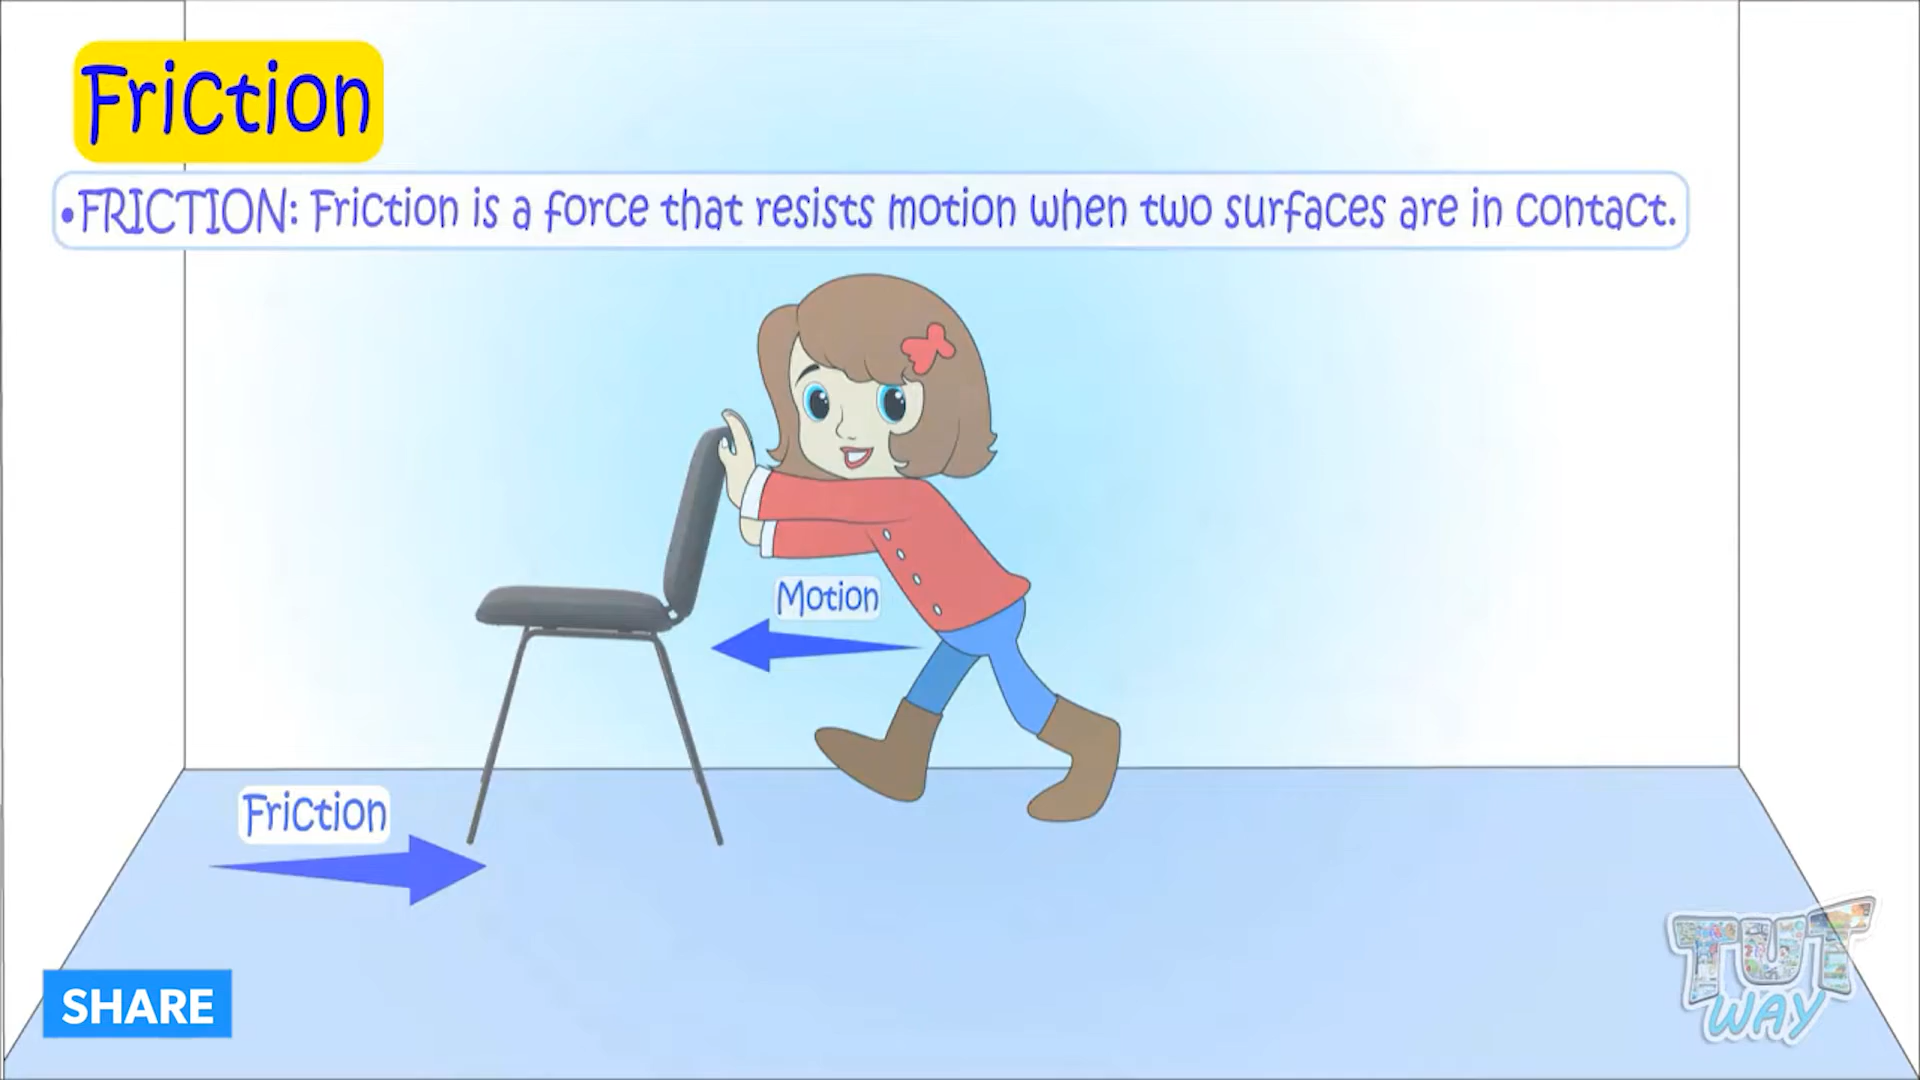 Friction
•FRICTION: Friction is a force that resists motion when two surfaces are in contact.
Motion
Friction
SHARE
TUT
WAY